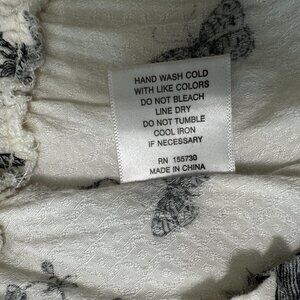 HAND WASH COLD
WITH LIKE COLORS
DO NOT BLEACH
LINE DRY
DO NOT TUMBLE
COOL IRON
IF NECESSARY
RN 155730
MADE IN CHINA